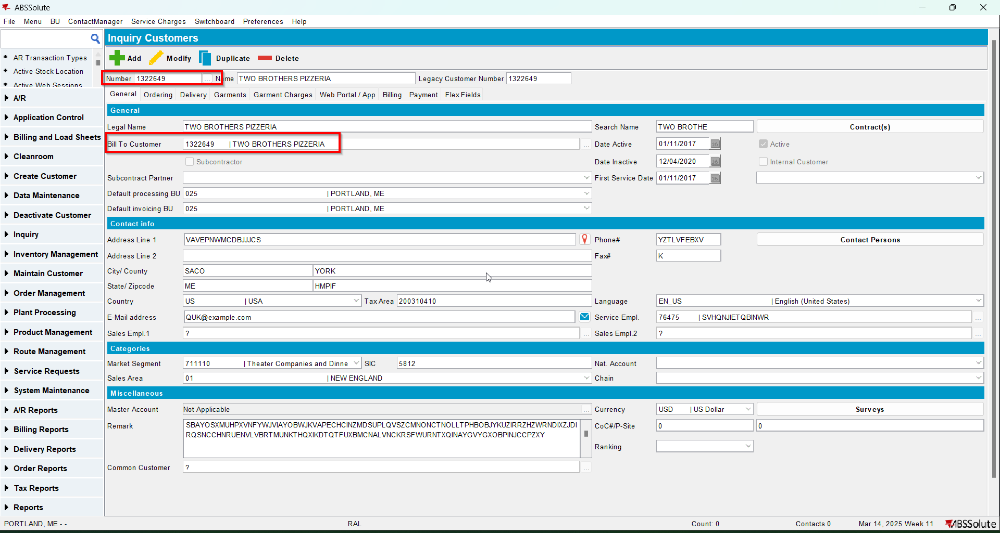 ABSSolute
File Menu BU ContactManager Service Charges Switchboard Preferences Help
Inquiry Customers
AR Transaction Types
Active Stock Location
Active Web Sessions
Add Modify Duplicate Delete
Number 1322649 ... Name TWO BROTHERS PIZZERIA Legacy Customer Number 1322649
General Ordering Delivery Garments Garment Charges Web Portal / App Billing Payment Flex Fields
A/R
Application Control
Billing and Load Sheets
Cleanroom
Create Customer
Data Maintenance
Deactivate Customer
Inquiry
Inventory Management
Maintain Customer
Order Management
Plant Processing
Product Management
Route Management
Service Requests
System Maintenance
A/R Reports
Billing Reports
Delivery Reports
Order Reports
Tax Reports
Reports
General
Legal Name TWO BROTHERS PIZZERIA Search Name TWO BROTHE Contract(s)
Bill To Customer 1322649 | TWO BROTHERS PIZZERIA ... Date Active 01/11/2017 16 Active
Subcontractor Date Inactive 12/04/2020 16 Internal Customer
Subcontract Partner First Service Date 01/11/2017 16
Default processing BU 025 | PORTLAND, ME
Default invoicing BU 025 | PORTLAND, ME
Contact info
Address Line 1 VAVEPNWMCDBJJJCS Phone# YZTLVFEBXV Contact Persons
Address Line 2 Fax# K
City/ County SACO YORK
State/ Zipcode ME HMPIF
Country US | USA Tax Area 200310410 Language EN_US | English (United States)
E-Mail address QUK@example.com Service Empl. 76475 | SVHQNJIETQBINWR ...
Sales Empl.1 ? ... Sales Empl.2 ? ...
Categories
Market Segment 711110 | Theater Companies and Dinne SIC 5812 Nat. Account
Sales Area 01 | NEW ENGLAND Chain
Miscellaneous
Master Account Not Applicable ... Currency USD | US Dollar Surveys
Remark SBAYOSXMUHPXVNFYWJVIAYOBWJKVAPECHCINZMDSUPLQVSZCMNONCTNOLLTPHBOBJYKUZIRRZHZWRNDIXZJDI
RQSNCCHNRUENVLVBRTMUNKTHQXIKDTQTFUXBMCNALVNCKRSFWURNTXQINAYGVYGXOBPINJCCPZXY
CoC#/P-Site 0 0
Ranking
Common Customer ? ...
PORTLAND, ME - - RAL Count: 0 Contacts 0 Mar 14, 2025 Week 11 ABSSolute